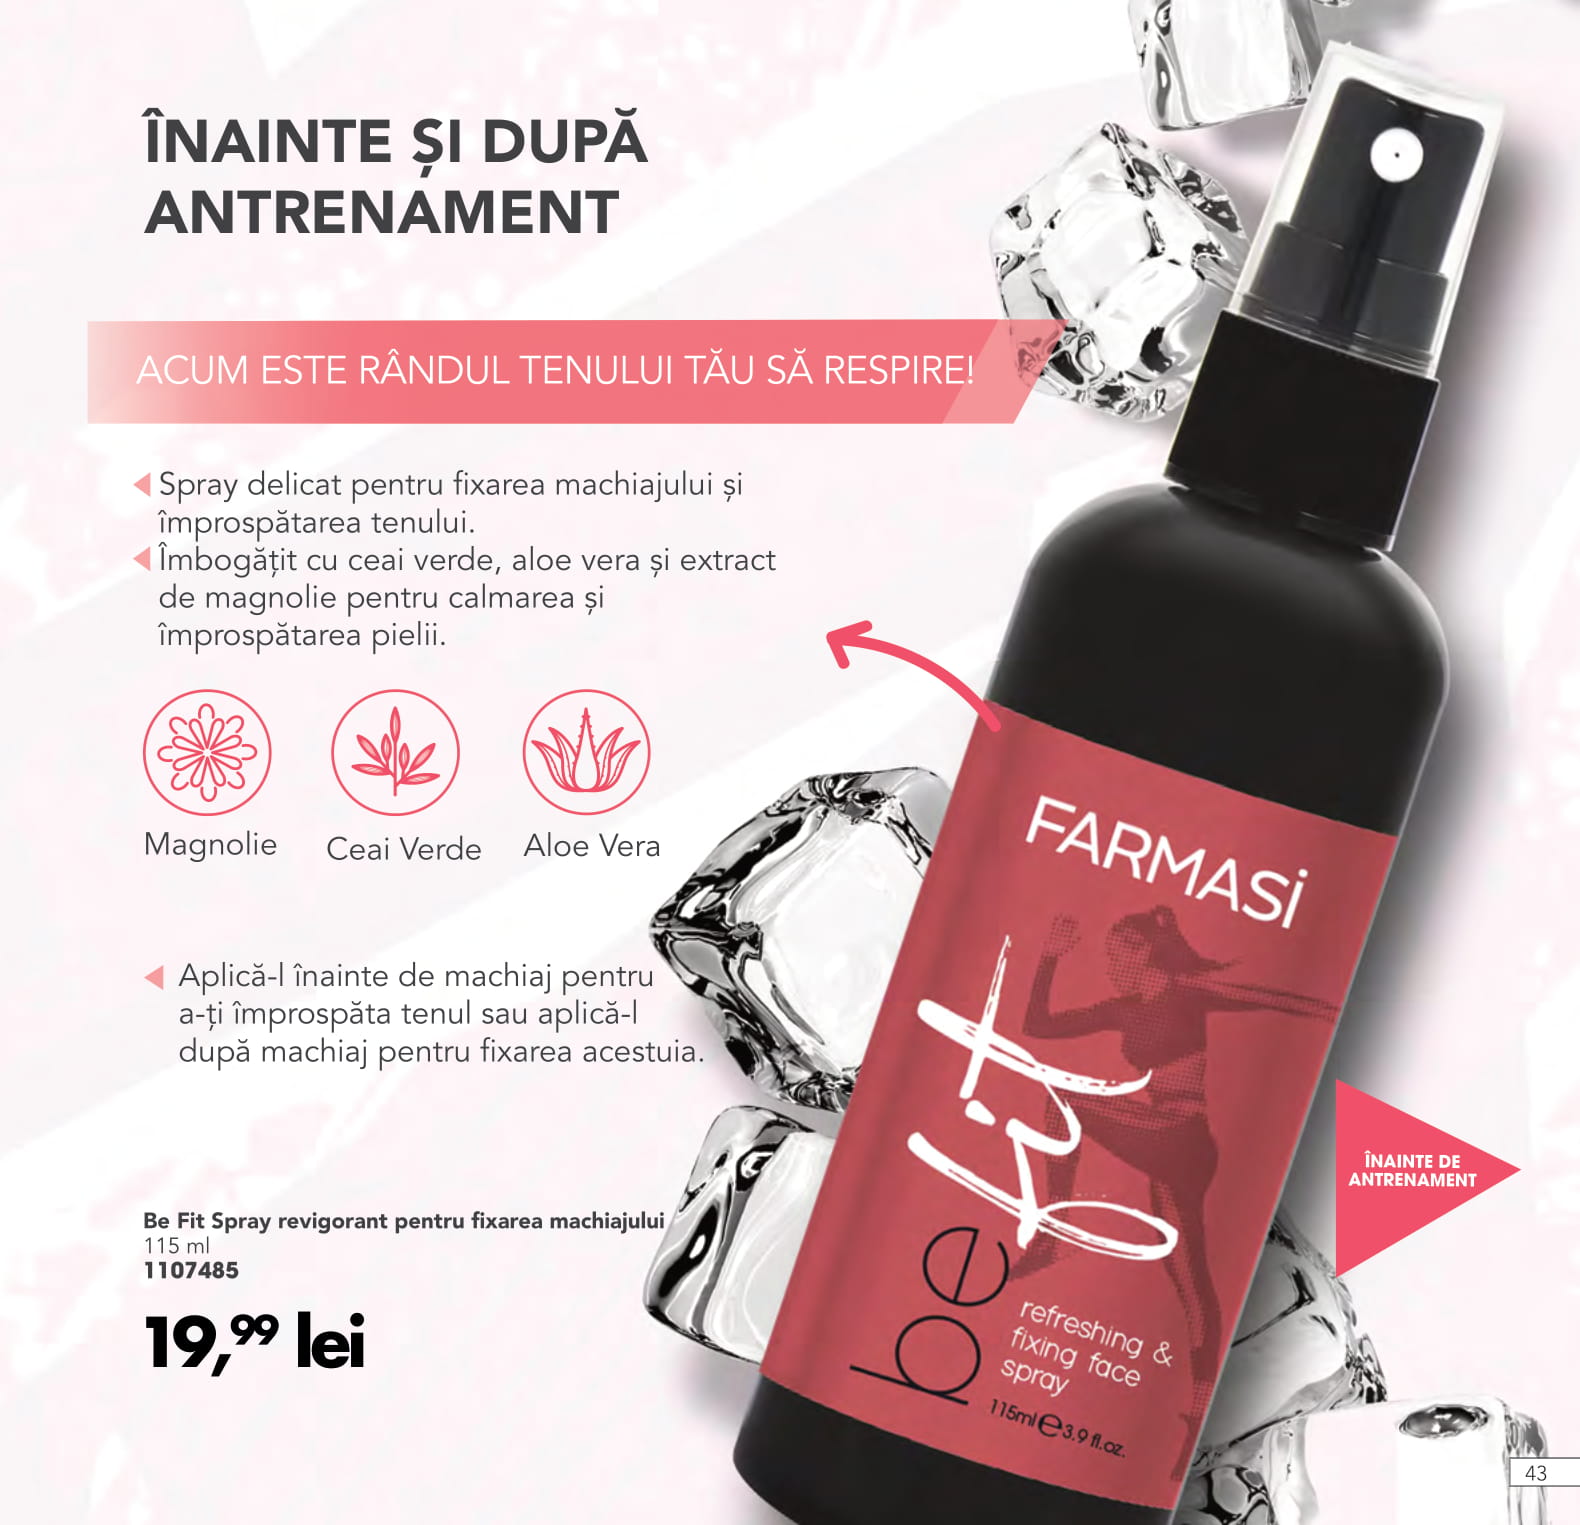 ÎNAINTE ȘI DUPĂ
ANTRENAMENT
ACUM ESTE RÂNDUL TENULUI TĂU SĂ RESPIRE!
Spray delicat pentru fixarea machiajului și
împrospătarea tenului.
Îmbogățit cu ceai verde, aloe vera și extract
de magnolie pentru calmarea și
împrospătarea pielii.
Magnolie
Ceai Verde
Aloe Vera
Aplică-l înainte de machiaj pentru
a-ți împrospăta tenul sau aplică-l
după machiaj pentru fixarea acestuia.
Be Fit Spray revigorant pentru fixarea machiajului
115 ml
1107485
19,99 lei
FARMASi
be fit
refreshing &
fixing face
spray
115ml e 3.9 fl.oz.
ÎNAINTE DE
ANTRENAMENT
43